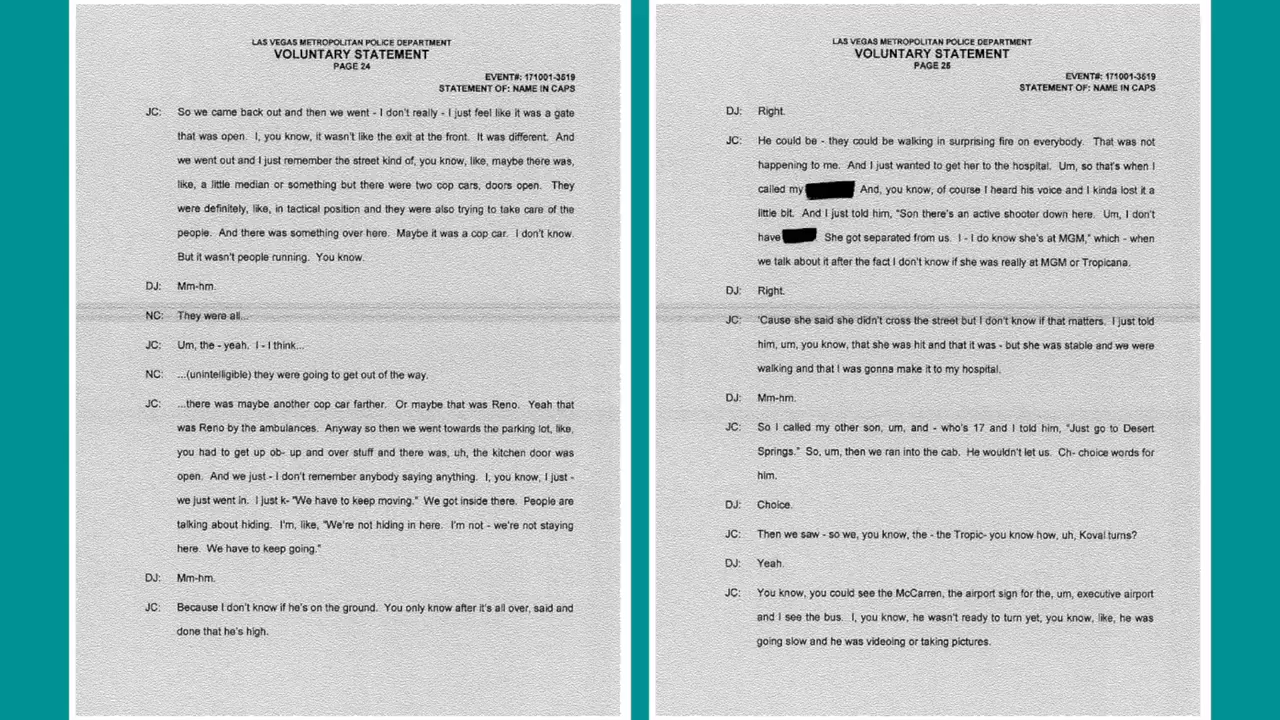 LAS VEGAS METROPOLITAN POLICE DEPARTMENT
VOLUNTARY STATEMENT
PAGE 24
EVENT#: 171001-3519
STATEMENT OF: NAME IN CAPS
JC: So we came back out and then we went - I don't really - I just feel like it was a gate
that was open. I, you know, it wasn't like the exit at the front. It was different. And
we went out and I just remember the street kind of, you know, like, maybe there was,
like, a little median or something but there were two cop cars, doors open. They
were definitely, like, in tactical position and they were also trying to take care of the
people. And there was something over here. Maybe it was a cop car. I don't know.
But it wasn't people running. You know.
DJ: Mm-hm.
NC: They were all...
JC: Um, the - yeah. I - I think...
NC: ...(unintelligible) they were going to get out of the way.
JC: ...there was maybe another cop car farther. Or maybe that was Reno. Yeah that
was Reno by the ambulances. Anyway so then we went towards the parking lot, like,
you had to get up ob- up and over stuff and there was, uh, the kitchen door was
open. And we just - I don't remember anybody saying anything. I, you know, I just -
we just went in. I just k- "We have to keep moving." We got inside there. People are
talking about hiding. I'm, like, "We're not hiding in here. I'm not - we're not staying
here. We have to keep going."
DJ: Mm-hm.
JC: Because I don't know if he's on the ground. You only know after it's all over, said and
done that he's high.
LAS VEGAS METROPOLITAN POLICE DEPARTMENT
VOLUNTARY STATEMENT
PAGE 25
EVENT#: 171001-3519
STATEMENT OF: NAME IN CAPS
DJ: Right.
JC: He could be - they could be walking in surprising fire on everybody. That was not
happening to me. And I just wanted to get her to the hospital. Um, so that's when I
called my And, you know, of course I heard his voice and I kinda lost it a
little bit. And I just told him, "Son there's an active shooter down here. Um, I don't
have . She got separated from us. I - I do know she's at MGM," which - when
we talk about it after the fact I don't know if she was really at MGM or Tropicana.
DJ: Right.
JC: 'Cause she said she didn't cross the street but I don't know if that matters. I just told
him, um, you know, that she was hit and that it was - but she was stable and we were
walking and that I was gonna make it to my hospital.
DJ: Mm-hm.
JC: So I called my other son, um, and - who's 17 and I told him, "Just go to Desert
Springs." So, um, then we ran into the cab. He wouldn't let us. Ch- choice words for
him.
DJ: Choice.
JC: Then we saw - so we, you know, the - the Tropic- you know how, uh, Koval turns?
DJ: Yeah.
JC: You know, you could see the McCarren, the airport sign for the, um, executive airport
and I see the bus. I, you know, he wasn't ready to turn yet, you know, like, he was
going slow and he was videoing or taking pictures.